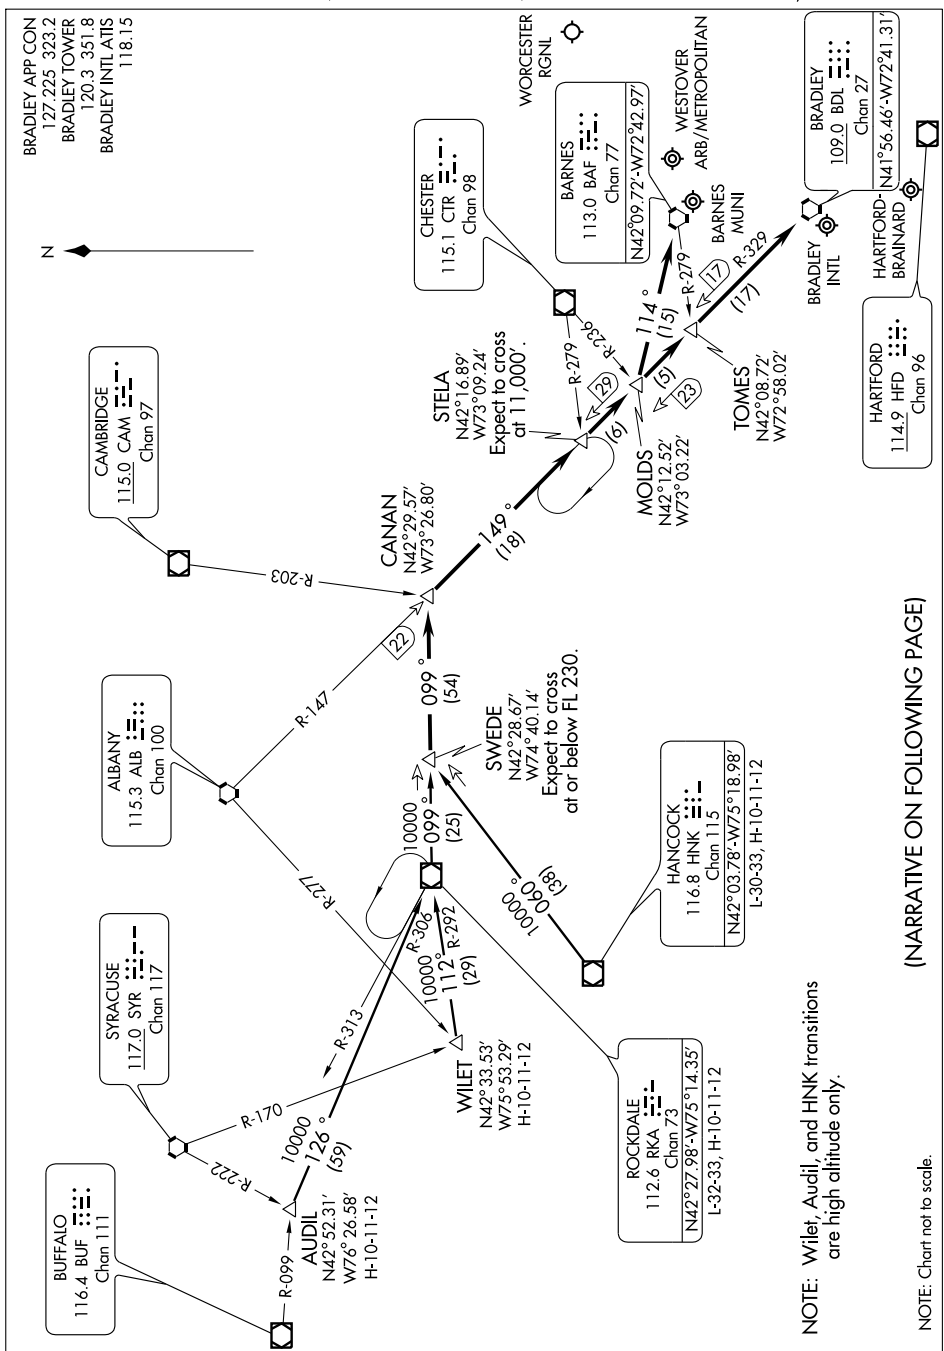 BRADLEY APP CON
127.225 323.2
BRADLEY TOWER
120.3 351.8
BRADLEY INTL ATIS
118.15
N
BUFFALO
116.4 BUF
Chan 111
SYRACUSE
117.0 SYR
Chan 117
ALBANY
115.3 ALB
Chan 100
CAMBRIDGE
115.0 CAM
Chan 97
CHESTER
115.1 CTR
Chan 98
WORCESTER
RGNL
BARNES
113.0 BAF
Chan 77
N42°09.72'-W72°42.97'
WESTOVER
ARB/METROPOLITAN
BARNES
MUNI
BRADLEY
109.0 BDL
Chan 27
N41°56.46'-W72°41.31'
BRADLEY
INTL
HARTFORD-
BRAINARD
HARTFORD
114.9 HFD
Chan 96
R-099
R-222
R-170
R-277
R-147
R-203
R-279
R-236
AUDIL
N42°52.31'
W76°26.58'
H-10-11-12
10000
126°
(59)
R-313
R-306
WILET
N42°33.53'
W75°53.29'
H-10-11-12
10000
112°
(29)
R-292
ROCKDALE
112.6 RKA
Chan 73
N42°27.98'-W75°14.35'
L-32-33, H-10-11-12
10000
099°
(25)
HANCOCK
116.8 HNK
Chan 115
N42°03.78'-W75°18.98'
L-30-33, H-10-11-12
10000
060°
(38)
SWEDE
N42°28.67'
W74°40.14'
Expect to cross
at or below FL 230.
099°
(54)
22
CANAN
N42°29.57'
W73°26.80'
149°
(18)
STELA
N42°16.89'
W73°09.24'
Expect to cross
at 11,000'.
29
(6)
MOLDS
N42°12.52'
W73°03.22'
23
(5)
114°
(15)
R-279
TOMES
N42°08.72'
W72°58.02'
17
R-329
(17)
NOTE: Wilet, Audil, and HNK transitions
are high altitude only.
(NARRATIVE ON FOLLOWING PAGE)
NOTE: Chart not to scale.